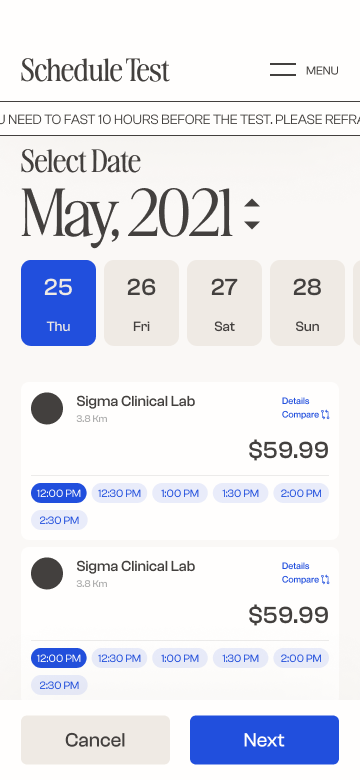 Schedule Test
MENU
NEED TO FAST 10 HOURS BEFORE THE TEST. PLEASE
Select Date
May, 2021
25 26 27 28
Thu Fri Sat Sun
Sigma Clinical Lab
Details
3.8 Km
Compare
$59.99
12:00 PM 12:30 PM 1:00 PM 1:30 PM 2:00 PM
2:30 PM
Sigma Clinical Lab
Details
3.8 Km
Compare
$59.99
12:00 PM 12:30 PM 1:00 PM 1:30 PM 2:00 PM
2:30 PM
Cancel Next